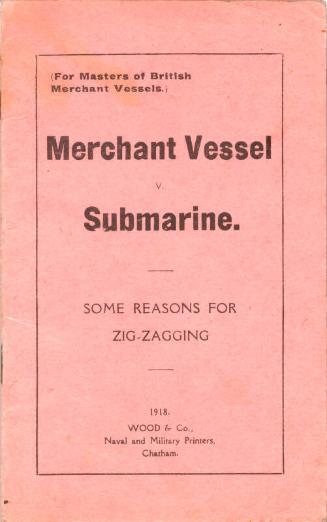 (For Masters of British
Merchant Vessels.)
Merchant Vessel
v.
Submarine.
SOME REASONS FOR
ZIG-ZAGGING
1918.
WOOD & Co.,
Naval and Military Printers,
Chatham.